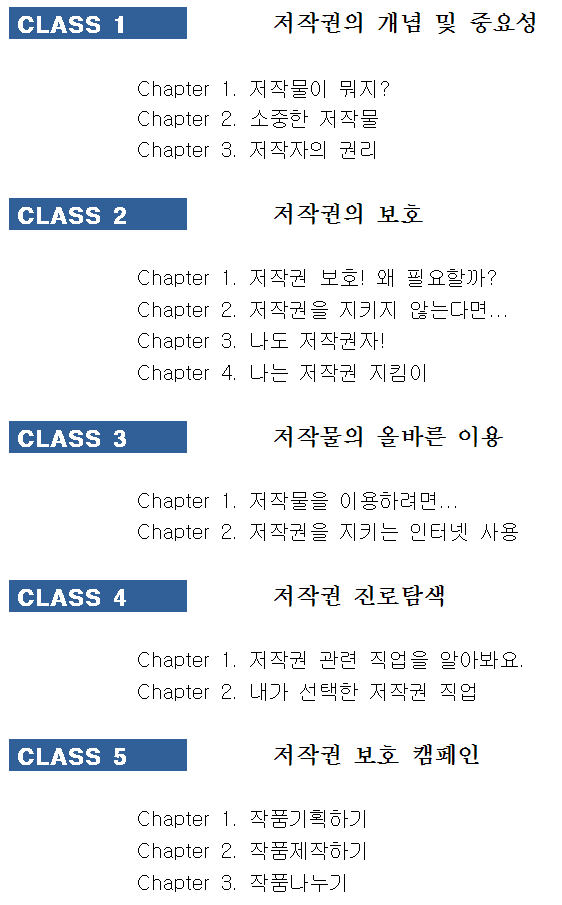 CLASS 1 저작권의 개념 및 중요성
Chapter 1. 저작물이 뭐지?
Chapter 2. 소중한 저작물
Chapter 3. 저작자의 권리
CLASS 2 저작권의 보호
Chapter 1. 저작권 보호! 왜 필요할까?
Chapter 2. 저작권을 지키지 않는다면...
Chapter 3. 나도 저작권자!
Chapter 4. 나는 저작권 지킴이
CLASS 3 저작물의 올바른 이용
Chapter 1. 저작물을 이용하려면...
Chapter 2. 저작권을 지키는 인터넷 사용
CLASS 4 저작권 진로탐색
Chapter 1. 저작권 관련 직업을 알아봐요.
Chapter 2. 내가 선택한 저작권 직업
CLASS 5 저작권 보호 캠페인
Chapter 1. 작품기획하기
Chapter 2. 작품제작하기
Chapter 3. 작품나누기